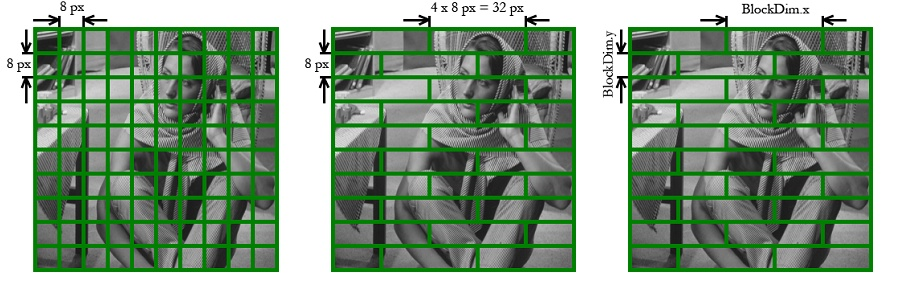 8 px
8 px
4 x 8 px = 32 px
8 px
BlockDim.x
BlockDim.y